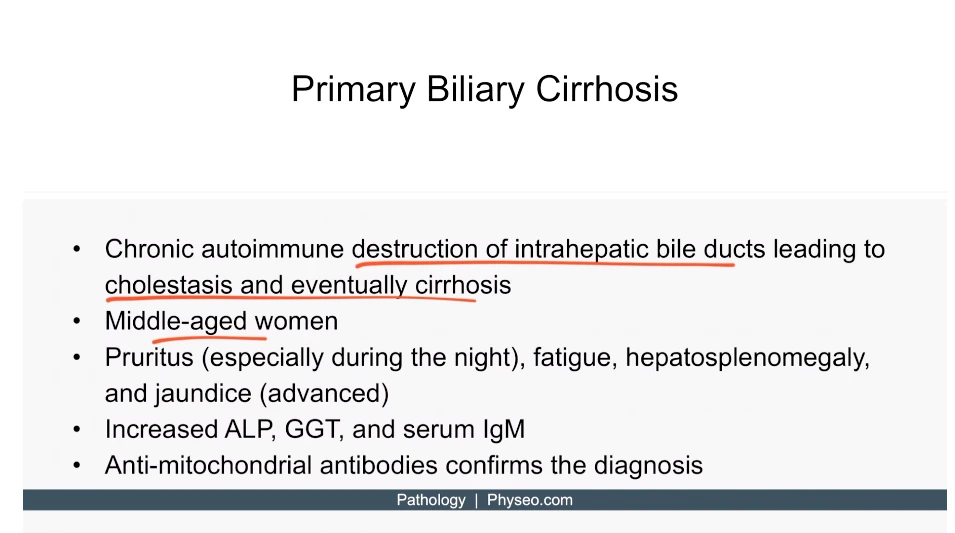 Primary Biliary Cirrhosis
• Chronic autoimmune destruction of intrahepatic bile ducts leading to
cholestasis and eventually cirrhosis
• Middle-aged women
• Pruritus (especially during the night), fatigue, hepatosplenomegaly,
and jaundice (advanced)
• Increased ALP, GGT, and serum IgM
• Anti-mitochondrial antibodies confirms the diagnosis
Pathology | Physeo.com